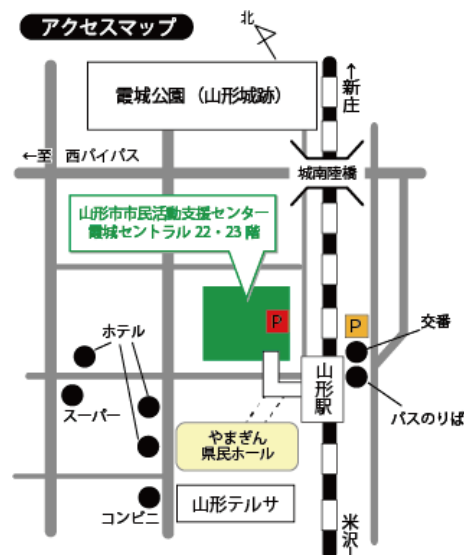 アクセスマップ
北
霞城公園（山形城跡）
↑新庄
←至 西バイパス
城南陸橋
山形市市民活動支援センター
霞城セントラル 22・23 階
P
P
ホテル
交番
山形駅
スーパー
バスのりば
やまぎん
県民ホール
山形テルサ
コンビニ
米沢↓